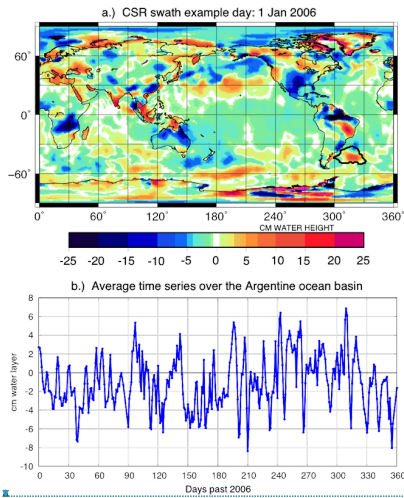 a.) CSR swath example day: 1 Jan 2006
60°
0°
-60°
0° 60° 120° 180° 240° 300° 360°
CM WATER HEIGHT
-25 -20 -15 -10 -5 0 5 10 15 20 25
b.) Average time series over the Argentine ocean basin
8
6
4
2
0
-2
-4
-6
-8
-10
cm water layer
0 30 60 90 120 150 180 210 240 270 300 330 360
Days past 2006